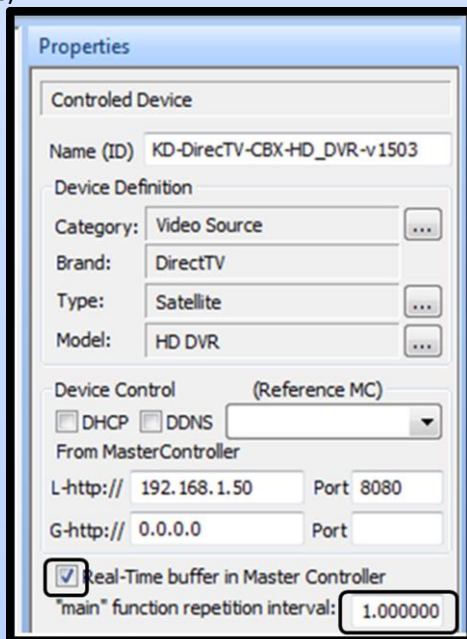 Properties
Controled Device
Name (ID) KD-DirecTV-CBX-HD_DVR-v1503
Device Definition
Category: Video Source ...
Brand: DirectTV
Type: Satellite ...
Model: HD DVR ...
Device Control (Reference MC)
DHCP DDNS
From MasterController
L-http:// 192.168.1.50 Port 8080
G-http:// 0.0.0.0 Port
Real-Time buffer in Master Controller
"main" function repetition interval: 1.000000